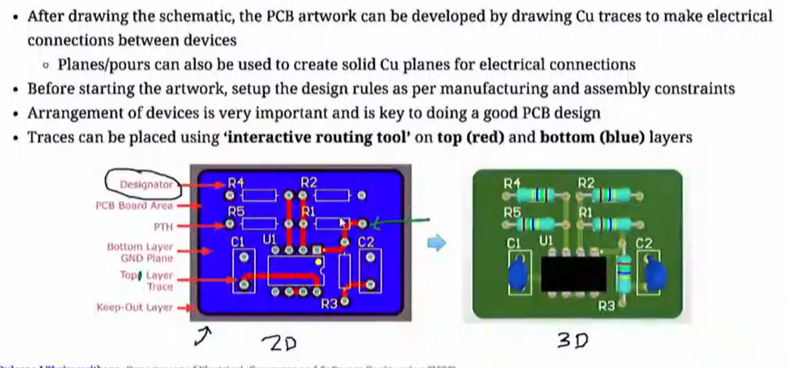 • After drawing the schematic, the PCB artwork can be developed by drawing Cu traces to make electrical
connections between devices
◦ Planes/pours can also be used to create solid Cu planes for electrical connections
• Before starting the artwork, setup the design rules as per manufacturing and assembly constraints
• Arrangement of devices is very important and is key to doing a good PCB design
• Traces can be placed using ‘interactive routing tool’ on top (red) and bottom (blue) layers
Designator
PCB Board Area
PTH
Bottom Layer
GND Plane
Top Layer
Trace
Keep-Out Layer
R4 R2
R5 R1
C1 U1 C2
R3
2D
R4 R2
R5 R1
C1 U1 C2
R3
3D